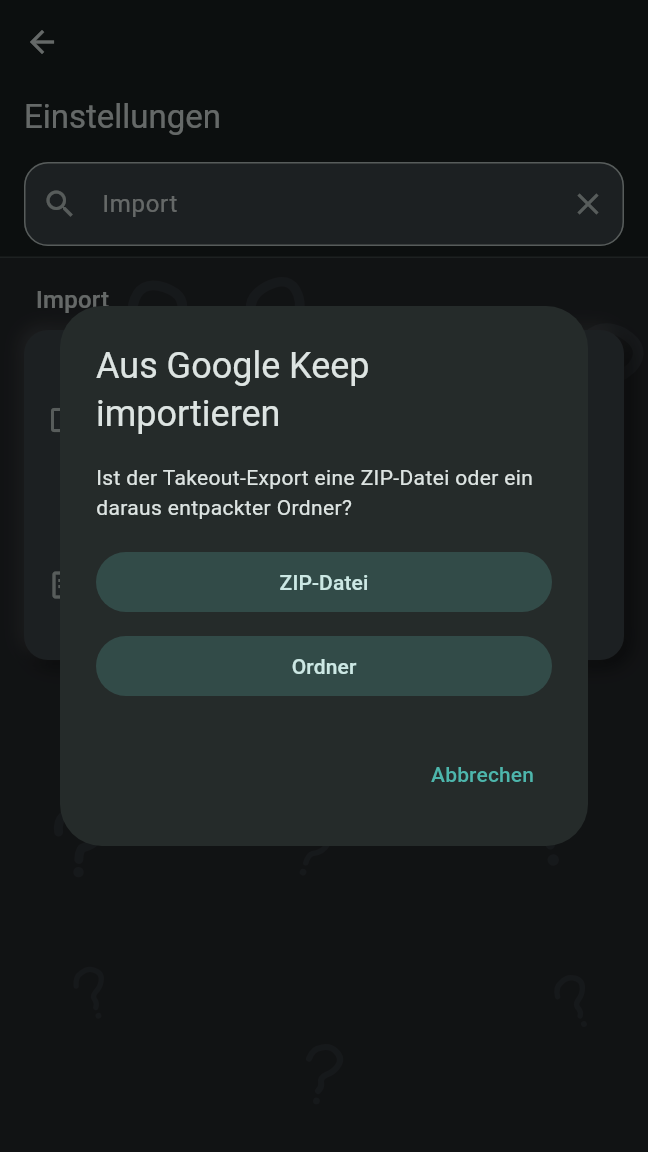 Einstellungen
Import
Import
Aus Google Keep
importieren
Ist der Takeout-Export eine ZIP-Datei oder ein
daraus entpackter Ordner?
ZIP-Datei
Ordner
Abbrechen